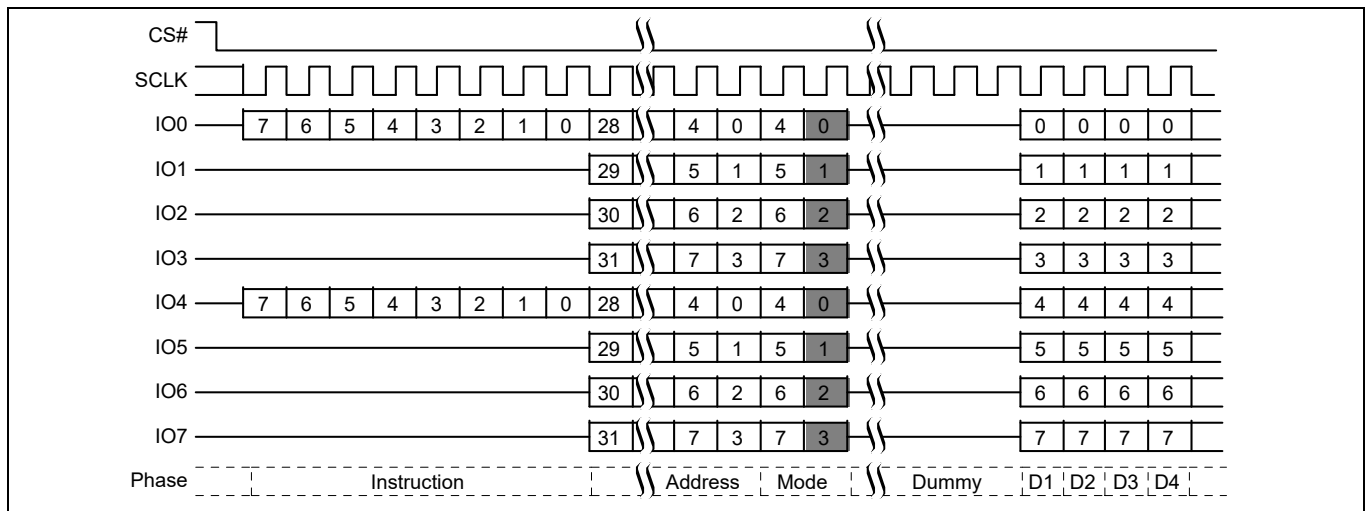 CS#
SCLK
IO0 7 6 5 4 3 2 1 0 28 4 0 4 0 0 0 0 0
IO1 29 5 1 5 1 1 1 1 1
IO2 30 6 2 6 2 2 2 2 2
IO3 31 7 3 7 3 3 3 3 3
IO4 7 6 5 4 3 2 1 0 28 4 0 4 0 4 4 4 4
IO5 29 5 1 5 1 5 5 5 5
IO6 30 6 2 6 2 6 6 6 6
IO7 31 7 3 7 3 7 7 7 7
Phase Instruction Address Mode Dummy D1 D2 D3 D4